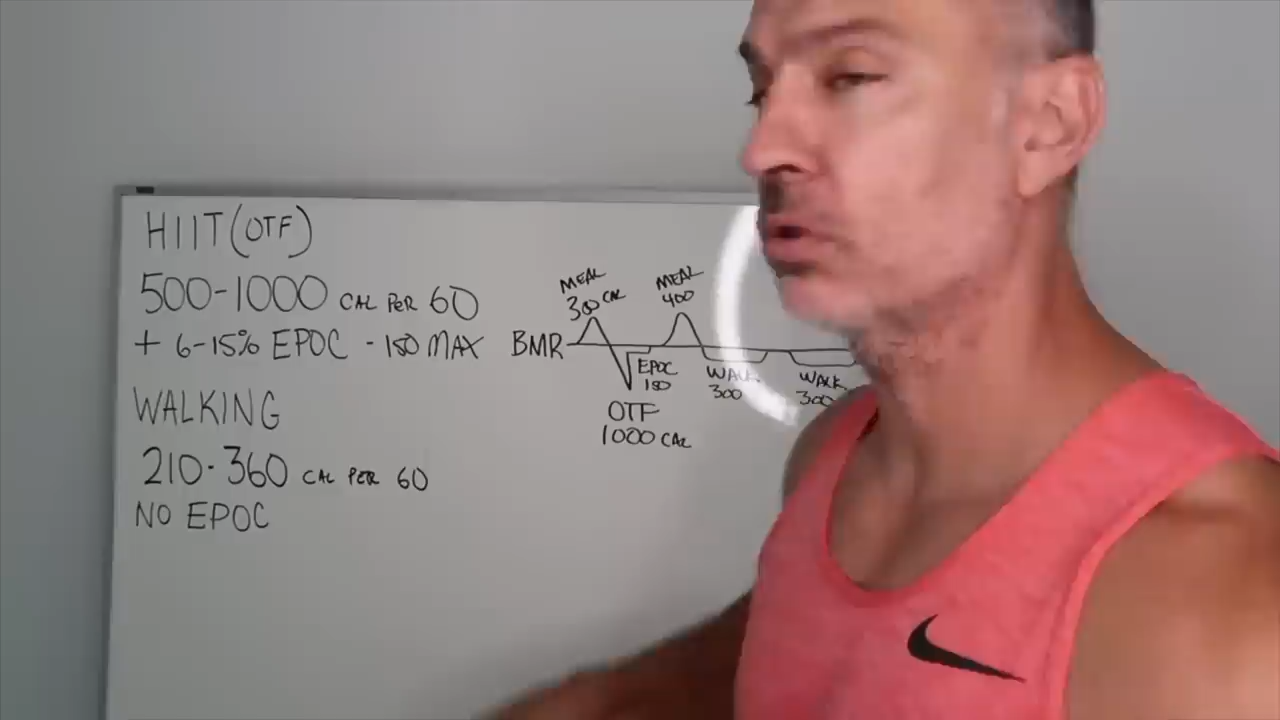 HIIT (OTF)
500-1000 CAL PER 60
+ 6-15% EPOC - 150 MAX
WALKING
210-360 CAL PER 60
NO EPOC
MEAL
300 CAL
MEAL
400
BMR
EPOC
150
WALK
300
WALK
300
OTF
1000 CAL